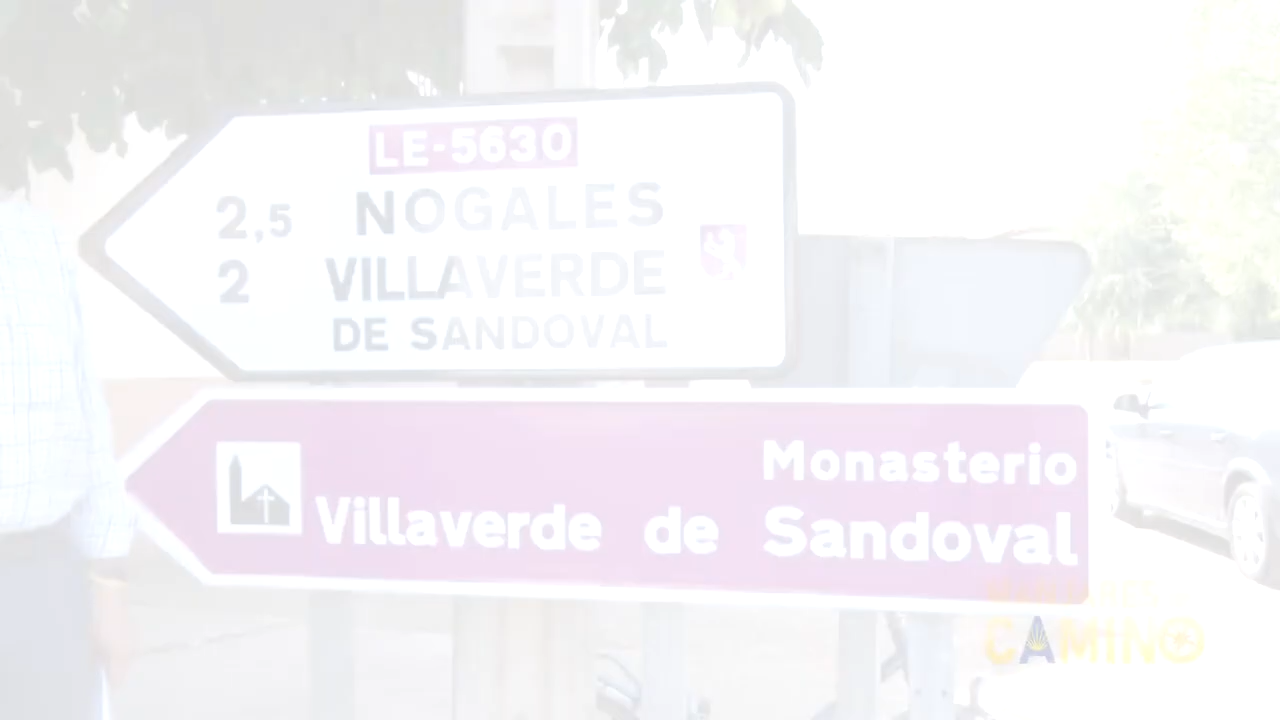 LE-5630
2,5 NOGALES
2 VILLAVERDE
DE SANDOVAL
Monasterio
Villaverde de Sandoval
CAMINO